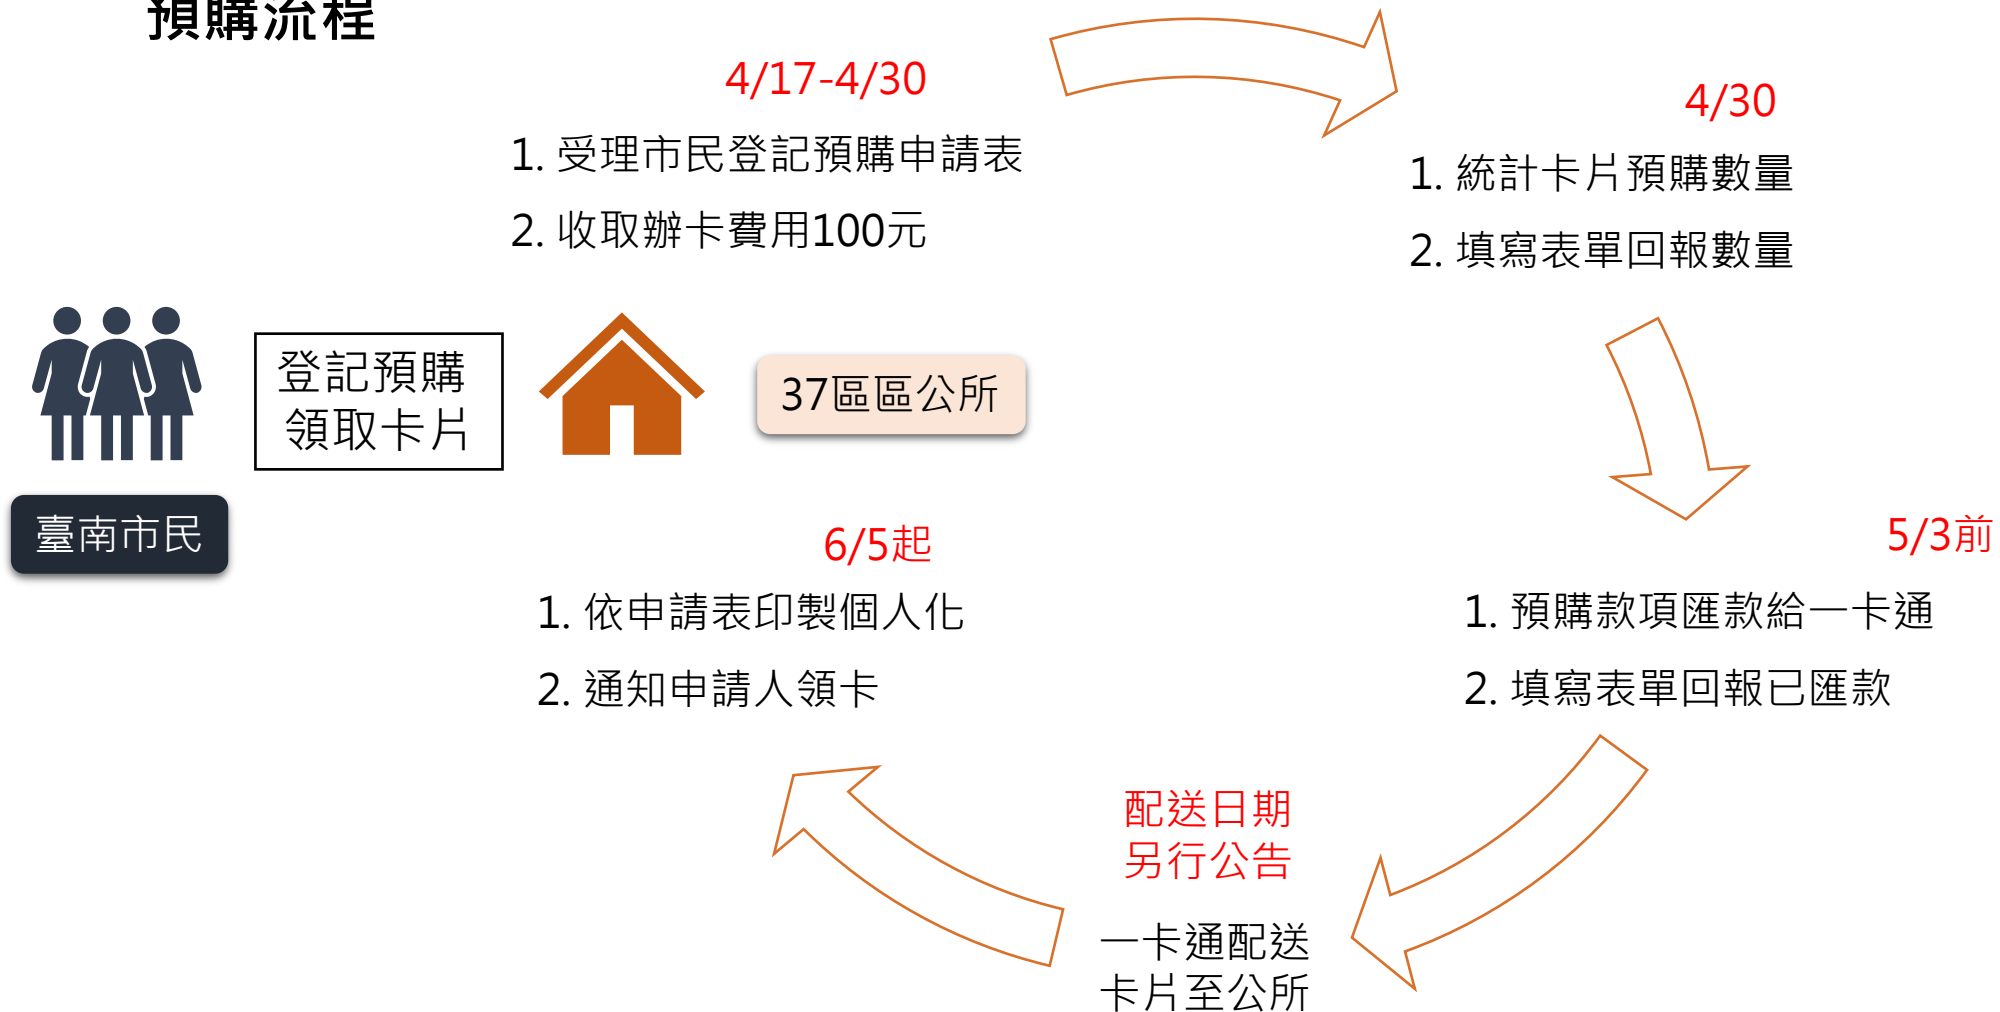 預購流程
4/17-4/30
1. 受理市民登記預購申請表
2. 收取辦卡費用100元
4/30
1. 統計卡片預購數量
2. 填寫表單回報數量
登記預購
領取卡片
37區區公所
臺南市民
5/3前
1. 預購款項匯款給一卡通
2. 填寫表單回報已匯款
配送日期
另行公告
一卡通配送
卡片至公所
6/5起
1. 依申請表印製個人化
2. 通知申請人領卡